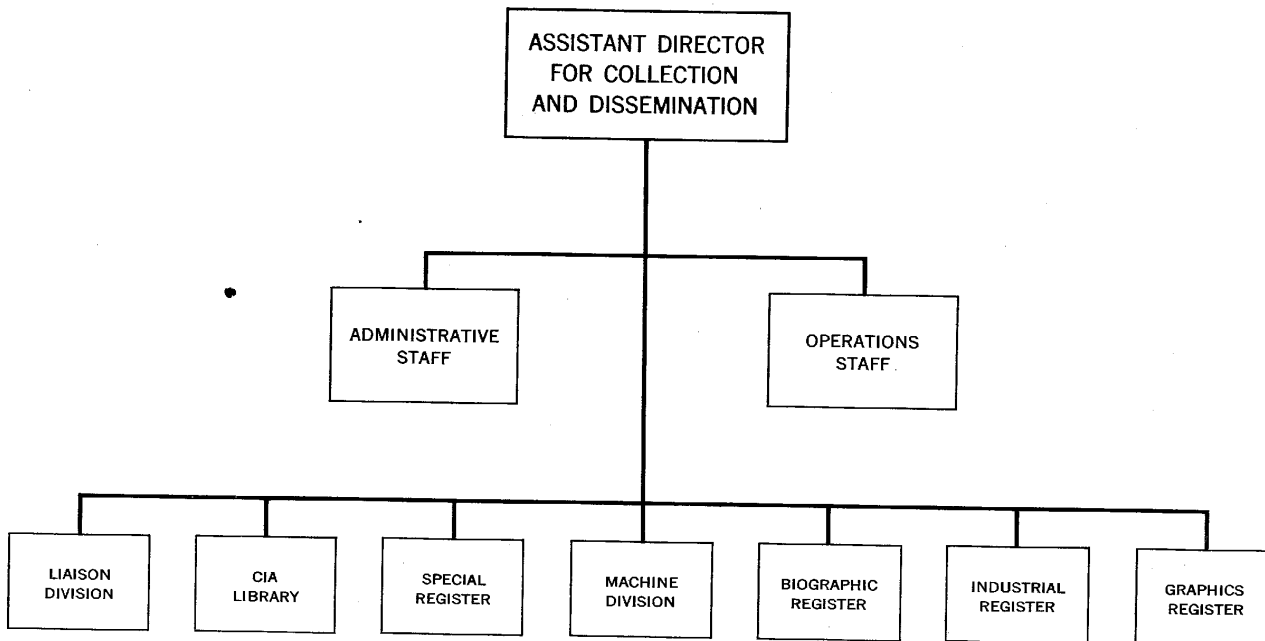 ASSISTANT DIRECTOR
FOR COLLECTION
AND DISSEMINATION
ADMINISTRATIVE
STAFF
OPERATIONS
STAFF
LIAISON
DIVISION
CIA
LIBRARY
SPECIAL
REGISTER
MACHINE
DIVISION
BIOGRAPHIC
REGISTER
INDUSTRIAL
REGISTER
GRAPHICS
REGISTER